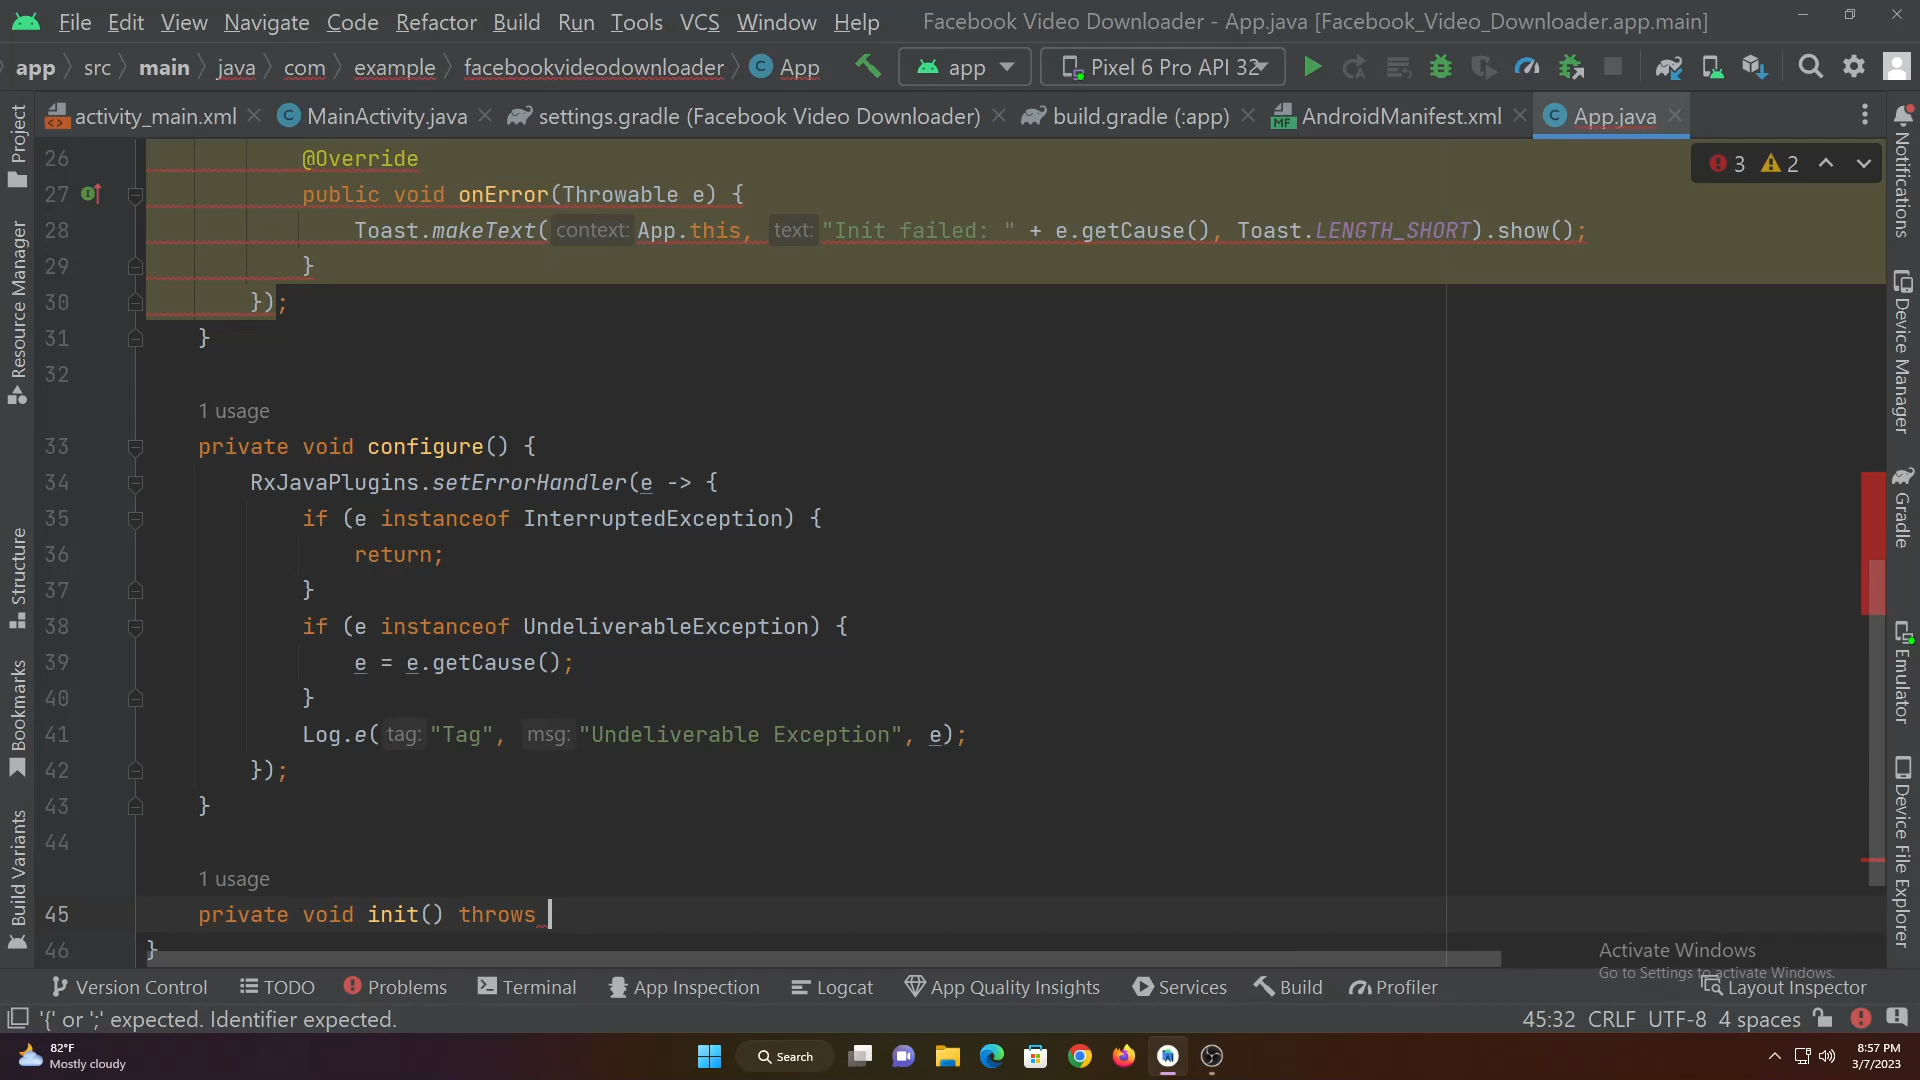 File Edit View Navigate Code Refactor Build Run Tools VCS Window Help Facebook Video Downloader - App.java [Facebook_Video_Downloader.app.main]
app src main java com example facebookvideodownloader App app Pixel 6 Pro API 32
activity_main.xml MainActivity.java settings.gradle (Facebook Video Downloader) build.gradle (:app) AndroidManifest.xml App.java
3 2
26 @Override
27 public void onError(Throwable e) {
28 Toast.makeText( context: App.this, text: "Init failed: " + e.getCause(), Toast.LENGTH_SHORT).show();
29 }
30 });
31 }
32
1 usage
33 private void configure() {
34 RxJavaPlugins.setErrorHandler(e -> {
35 if (e instanceof InterruptedException) {
36 return;
37 }
38 if (e instanceof UndeliverableException) {
39 e = e.getCause();
40 }
41 Log.e( tag: "Tag", msg: "Undeliverable Exception", e);
42 });
43 }
44
1 usage
45 private void init() throws
46 }
Project
Resource Manager
Structure
Bookmarks
Build Variants
Notifications
Device Manager
Gradle
Emulator
Device File Explorer
Activate Windows
Go to Settings to activate Windows.
Version Control TODO Problems Terminal App Inspection Logcat App Quality Insights Services Build Profiler Layout Inspector
'{' or ';' expected. Identifier expected. 45:32 CRLF UTF-8 4 spaces
82°F
Mostly cloudy
Search
8:57 PM
3/7/2023